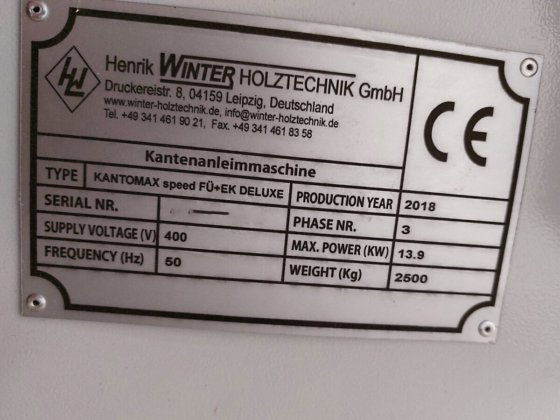 HW
Henrik WINTER HOLZTECHNIK GmbH
Druckereistr. 8, 04159 Leipzig, Deutschland
www.winter-holztechnik.de, info@winter-holztechnik.de
Tel. +49 341 461 90 21, Fax. +49 341 461 83 58
CE
Kantenanleimmaschine
TYPE KANTOMAX speed FÜ+EK DELUXE PRODUCTION YEAR 2018
SERIAL NR. PHASE NR. 3
SUPPLY VOLTAGE (V) 400 MAX. POWER (KW) 13.9
FREQUENCY (Hz) 50 WEIGHT (Kg) 2500